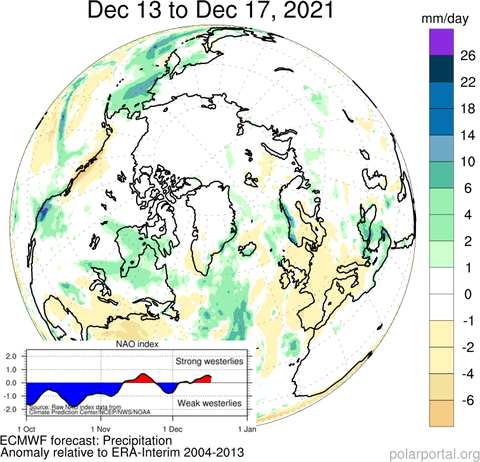 Dec 13 to Dec 17, 2021
mm/day
26
22
18
14
10
6
4
2
1
0
-1
-2
-4
-6
NAO index
2.0
1.0
0.0
-1.0
-2.0
Strong westerlies
Weak westerlies
Source: Raw NAO index data from
Climate Prediction Center/NCEP/NWS/NOAA
1 Oct
1 Nov
1 Dec
1 Jan
ECMWF forecast: Precipitation
Anomaly relative to ERA-Interim 2004-2013
polarportal.org